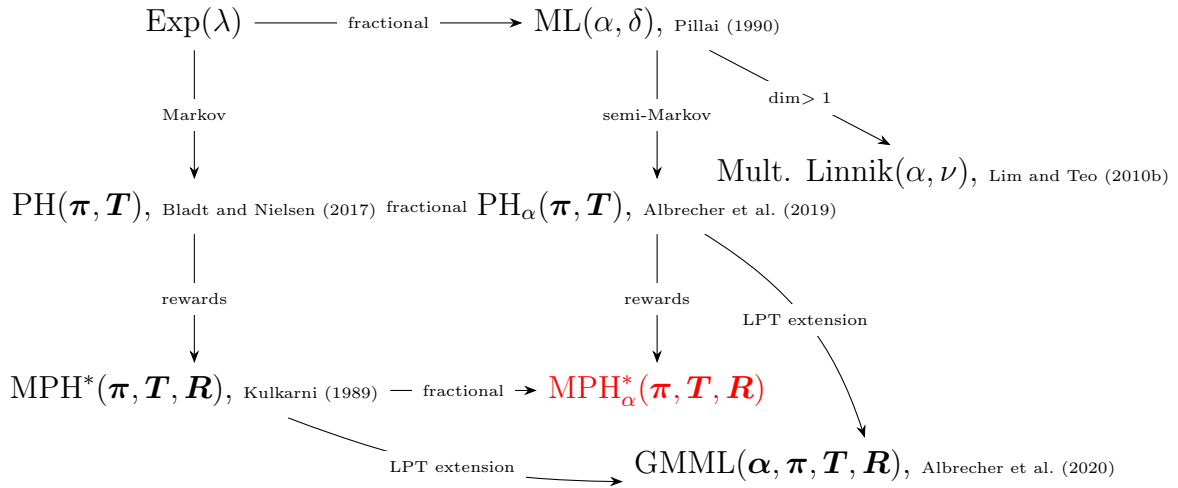 Exp(λ) fractional ML(α, δ), Pillai (1990)
dim> 1
Markov semi-Markov
Mult. Linnik(α, ν), Lim and Teo (2010b)
PH(π, T), Bladt and Nielsen (2017) fractional PH_α(π, T), Albrecher et al. (2019)
rewards rewards
LPT extension
MPH*(π, T, R), Kulkarni (1989) fractional MPH*_α(π, T, R)
LPT extension GMML(α, π, T, R), Albrecher et al. (2020)